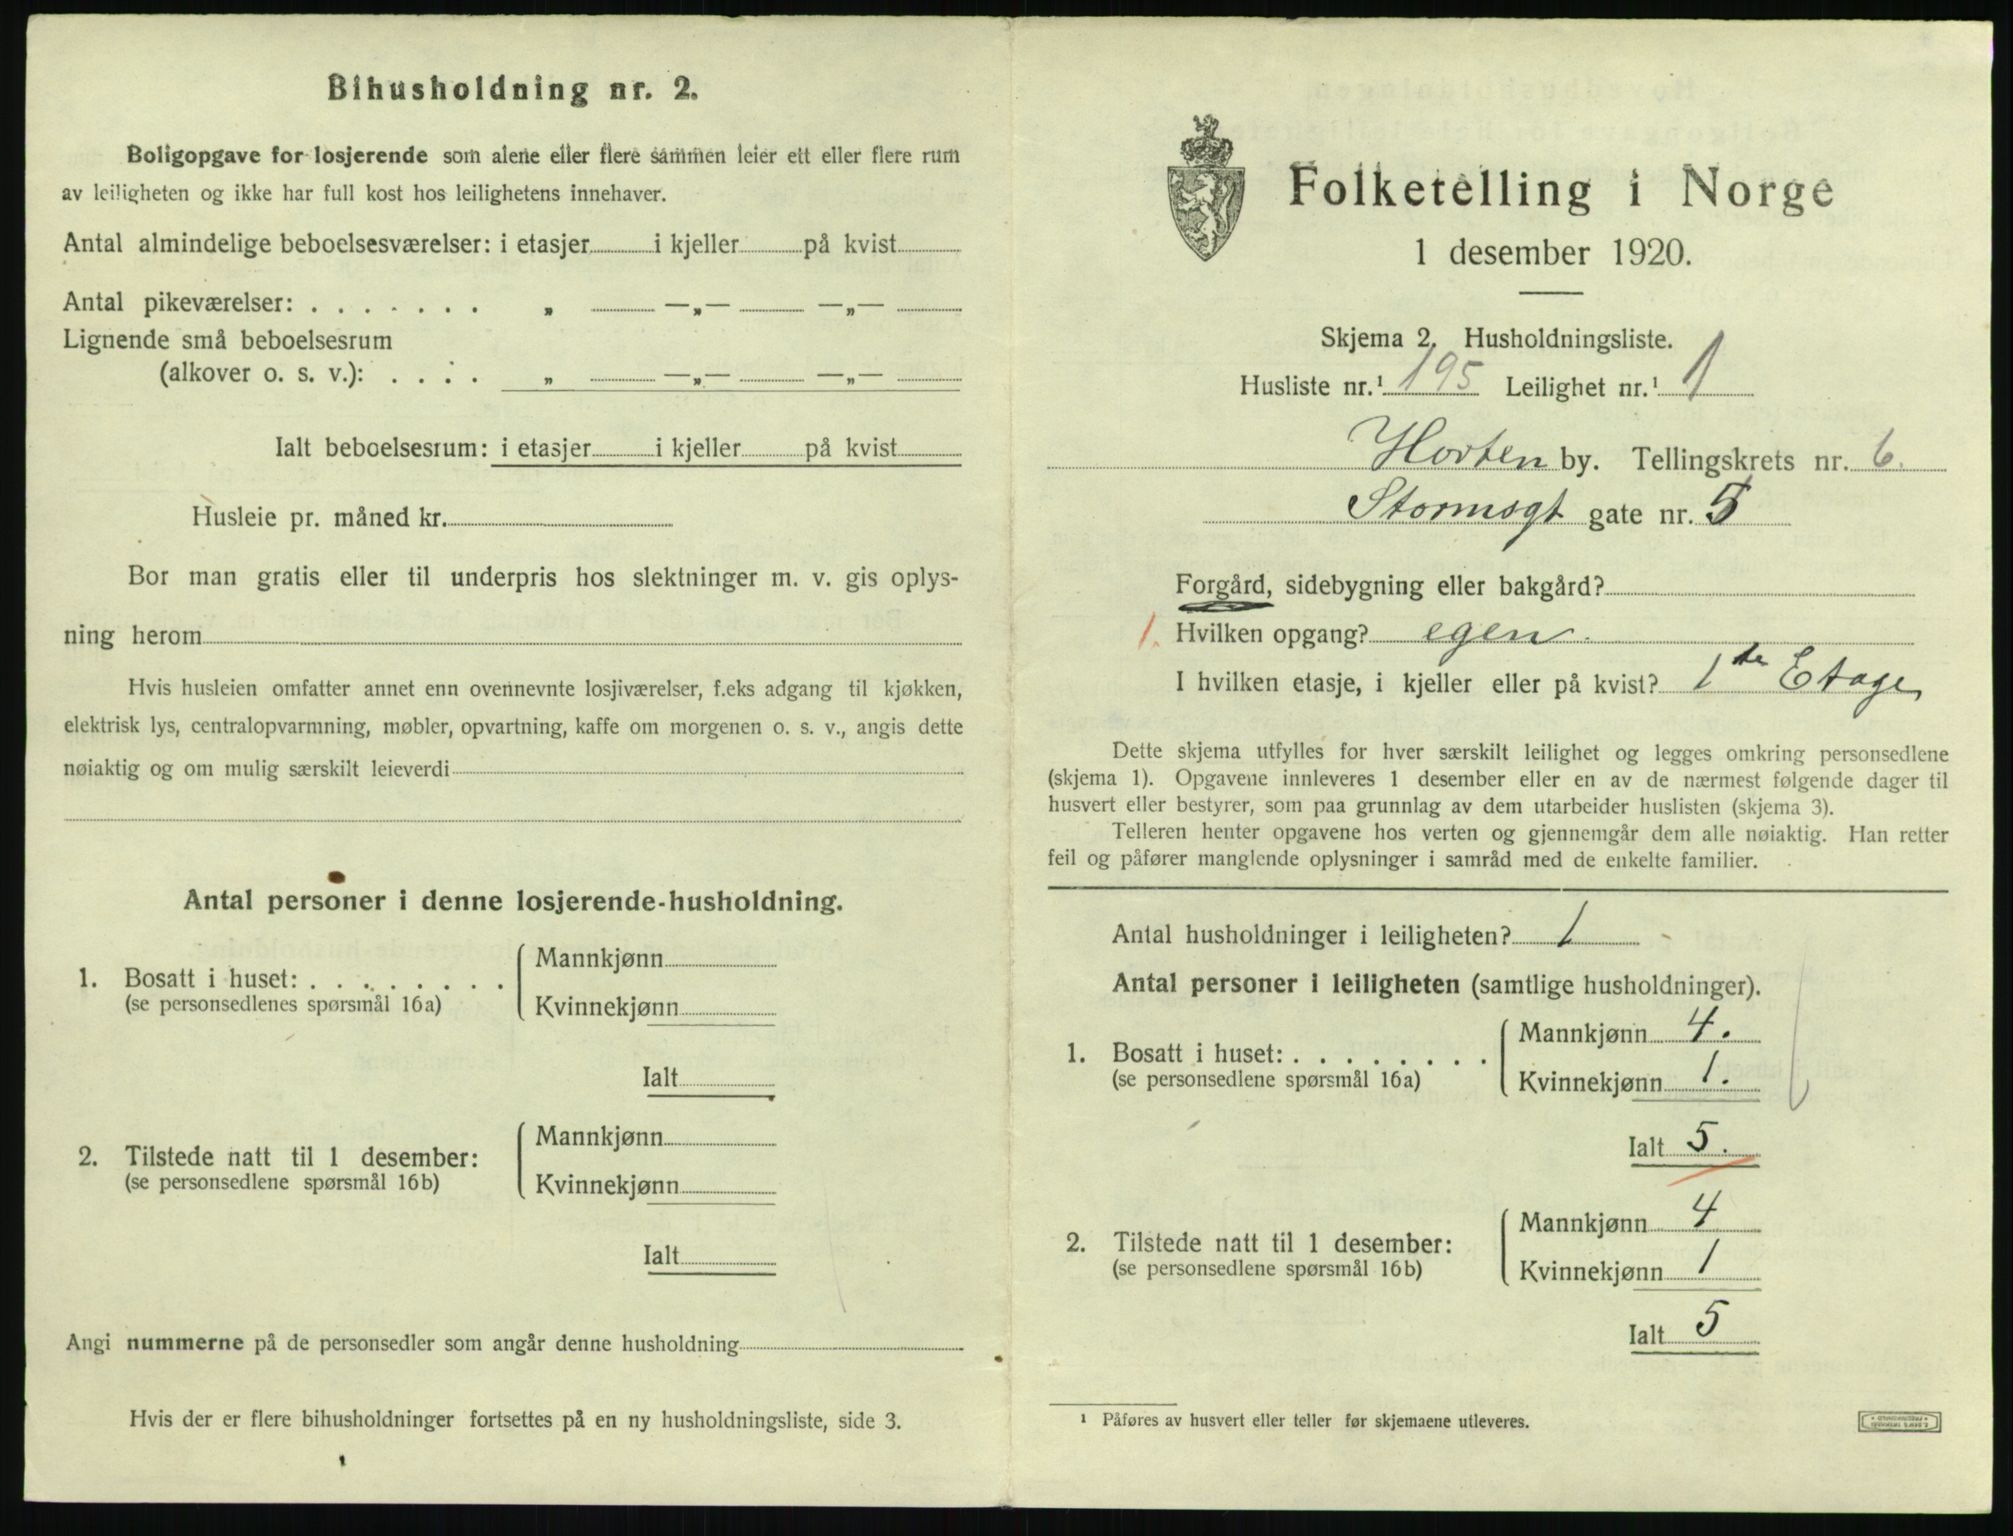 Bihusholdning nr. 2.
Boligopgave for losjerende som alene eller flere sammen leier ett eller flere rum
av leiligheten og ikke har full kost hos leilighetens innehaver.
Antal almindelige beboelsesværelser: i etasjer i kjeller på kvist
Antal pikeværelser: . . . . . . . „ —„— —„—
Lignende små beboelsesrum
(alkover o. s. v.): . . . . „ —„— —„—
Ialt beboelsesrum: i etasjer i kjeller på kvist
Husleie pr. måned kr.
Bor man gratis eller til underpris hos slektninger m. v. gis oplys-
ning herom
Hvis husleien omfatter annet enn ovennevnte losjiværelser, f.eks adgang til kjøkken,
elektrisk lys, centralopvarmning, møbler, opvartning, kaffe om morgenen o. s. v., angis dette
nøiaktig og om mulig særskilt leieverdi
Antal personer i denne losjerende-husholdning.
1. Bosatt i huset: . . . . . . . .
(se personsedlenes spørsmål 16a)
Mannkjønn
Kvinnekjønn
Ialt
2. Tilstede natt til 1 desember:
(se personsedlene spørsmål 16b)
Mannkjønn
Kvinnekjønn
Ialt
Angi nummerne på de personsedler som angår denne husholdning
Hvis der er flere bihusholdninger fortsettes på en ny husholdningsliste, side 3.
Folketelling i Norge
1 desember 1920.
Skjema 2. Husholdningsliste.
Husliste nr.¹ 195 Leilighet nr.¹ 1
Horten by. Tellingskrets nr. 6.
Stormsgt gate nr. 5
Forgård, sidebygning eller bakgård?
1. Hvilken opgang? egen.
I hvilken etasje, i kjeller eller på kvist? 1ste Etage
Dette skjema utfylles for hver særskilt leilighet og legges omkring personsedlene
(skjema 1). Opgavene innleveres 1 desember eller en av de nærmest følgende dager til
husvert eller bestyrer, som paa grunnlag av dem utarbeider huslisten (skjema 3).
Telleren henter opgavene hos verten og gjennemgår dem alle nøiaktig. Han retter
feil og påfører manglende oplysninger i samråd med de enkelte familier.
Antal husholdninger i leiligheten? 1
Antal personer i leiligheten (samtlige husholdninger).
1. Bosatt i huset: . . . . . . . .
(se personsedlene spørsmål 16a)
Mannkjønn 4.
Kvinnekjønn 1.
Ialt 5.
2. Tilstede natt til 1 desember:
(se personsedlene spørsmål 16b)
Mannkjønn 4
Kvinnekjønn 1
Ialt 5
¹ Påføres av husvert eller teller før skjemaene utleveres.